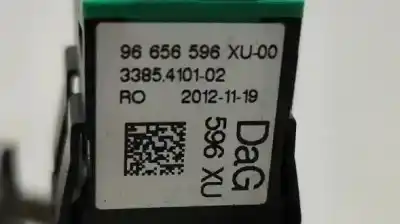 96 656 596 XU-00
3385.4101-02
RO 2012-11-19
DaG
596 XU